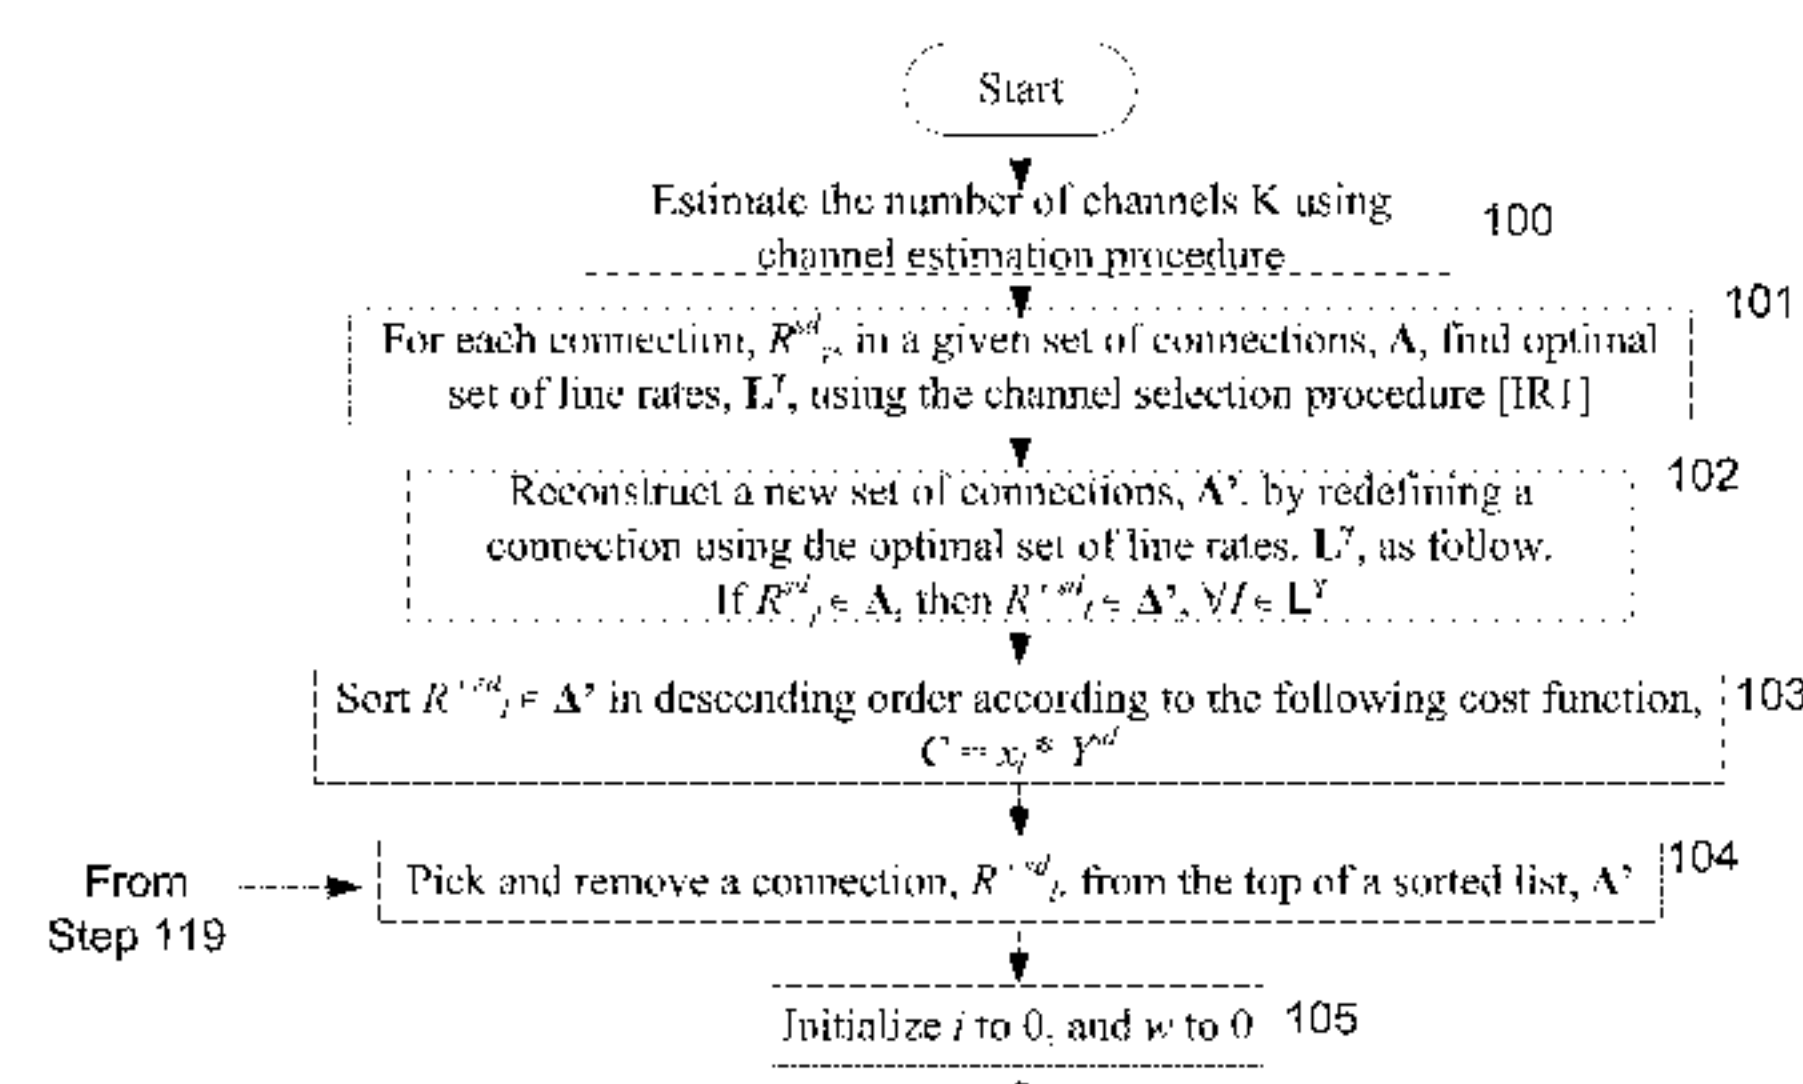 Start
Estimate the number of channels K using
channel estimation procedure
100
101
For each connection, R^sd_r, in a given set of connections, Λ, find optimal
set of line rates, L^γ, using the channel selection procedure [IR1]
102
Reconstruct a new set of connections, Λ’. by redefining a
connection using the optimal set of line rates. L^γ, as follow.
If R^sd_r ∈ Λ, then R'^sd_l ∈ Λ’, ∀l ∈ L^γ
Sort R'^sd_l ∈ Λ’ in descending order according to the following cost function,
C = x_l * Y^sd
103
From
Step 119
Pick and remove a connection, R'^sd_l, from the top of a sorted list, Λ’
104
Initialize i to 0, and w to 0
105